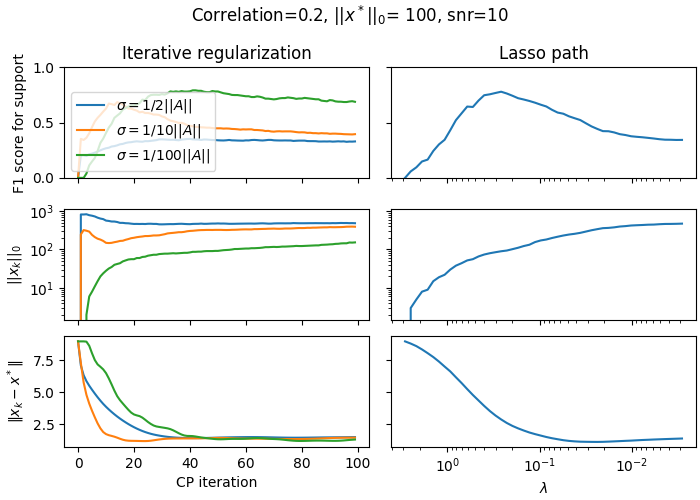 Correlation=0.2, ||x*||₀= 100, snr=10
Iterative regularization
Lasso path
F1 score for support
1.0
0.5
0.0
σ = 1/2||A||
σ = 1/10||A||
σ = 1/100||A||
||xₖ||₀
10³
10²
10¹
‖xₖ − x*‖
7.5
5.0
2.5
0 20 40 60 80 100
CP iteration
10⁰ 10⁻¹ 10⁻²
λ